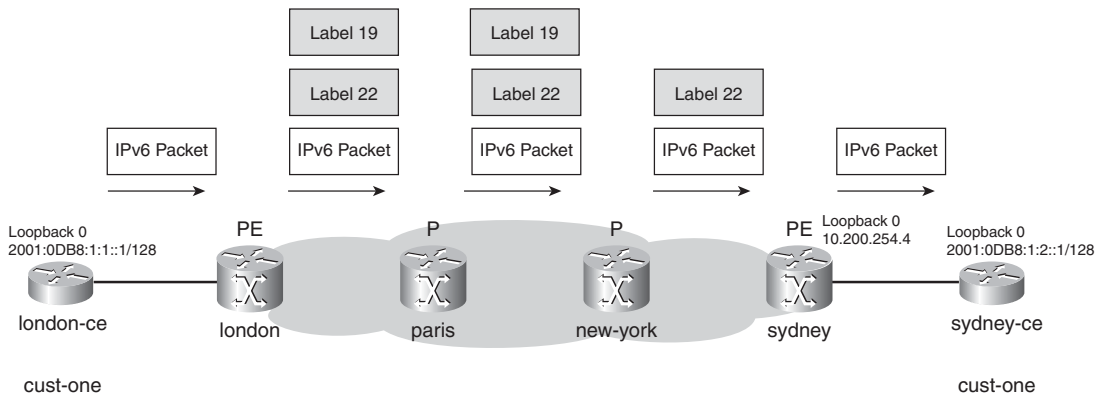 Label 19
Label 19
Label 22
Label 22
Label 22
IPv6 Packet
IPv6 Packet
IPv6 Packet
IPv6 Packet
IPv6 Packet
Loopback 0
2001:0DB8:1:1::1/128
PE
P
P
PE
Loopback 0
10.200.254.4
Loopback 0
2001:0DB8:1:2::1/128
london-ce
london
paris
new-york
sydney
sydney-ce
cust-one
cust-one